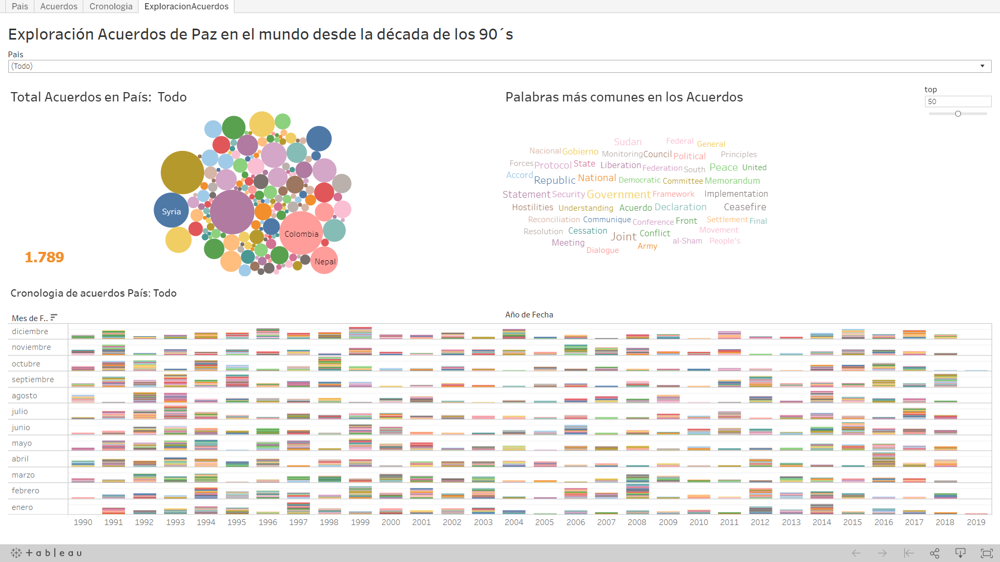 Pais Acuerdos Cronologia ExploracionAcuerdos
Exploración Acuerdos de Paz en el mundo desde la década de los 90´s
Pais
(Todo)
Total Acuerdos en País: Todo
Palabras más comunes en los Acuerdos
top
50
Syria
Colombia
Nepal
1.789
Sudan Federal General
Nacional Gobierno Monitoring Council Political Principles
Forces Protocol State Liberation Federation South Peace United
Accord Republic National Democratic Committee Memorandum
Statement Security Government Framework Implementation
Hostilities Understanding Acuerdo Declaration Ceasefire
Reconciliation Communique Conference Front Settlement Final
Resolution Cessation Joint Conflict Movement
Meeting Dialogue Army al-Sham People's
Cronologia de acuerdos País: Todo
Mes de F..
Año de Fecha
diciembre
noviembre
octubre
septiembre
agosto
julio
junio
mayo
abril
marzo
febrero
enero
1990 1991 1992 1993 1994 1995 1996 1997 1998 1999 2000 2001 2002 2003 2004 2005 2006 2007 2008 2009 2010 2011 2012 2013 2014 2015 2016 2017 2018 2019
+ a b | e a u